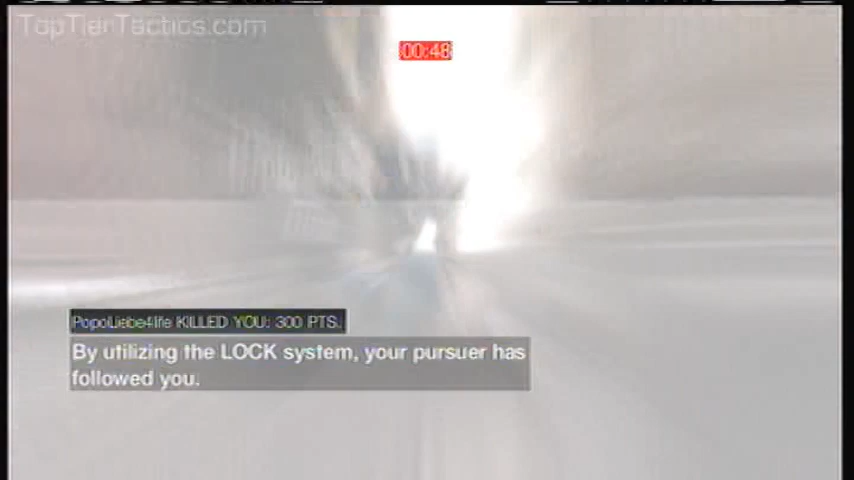 TopTierTactics.com
00:48
PopoLiebe4life KILLED YOU: 300 PTS.
By utilizing the LOCK system, your pursuer has
followed you.